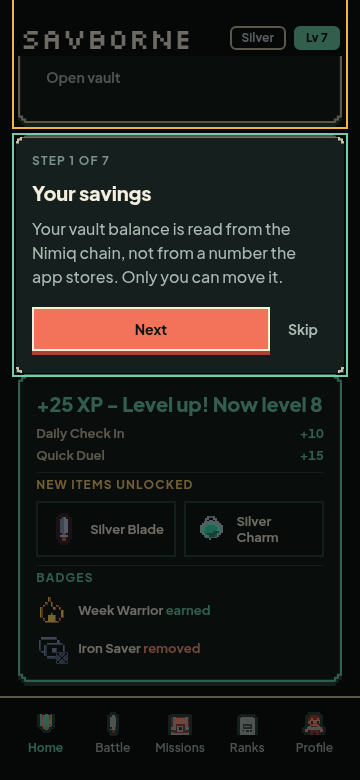 SAVBORNE
Silver
Lv 7
Open vault
STEP 1 OF 7
Your savings
Your vault balance is read from the
Nimiq chain, not from a number the
app stores. Only you can move it.
Next
Skip
+25 XP - Level up! Now level 8
Daily Check In +10
Quick Duel +15
NEW ITEMS UNLOCKED
Silver Blade
Silver
Charm
BADGES
Week Warrior earned
Iron Saver removed
Home
Battle
Missions
Ranks
Profile